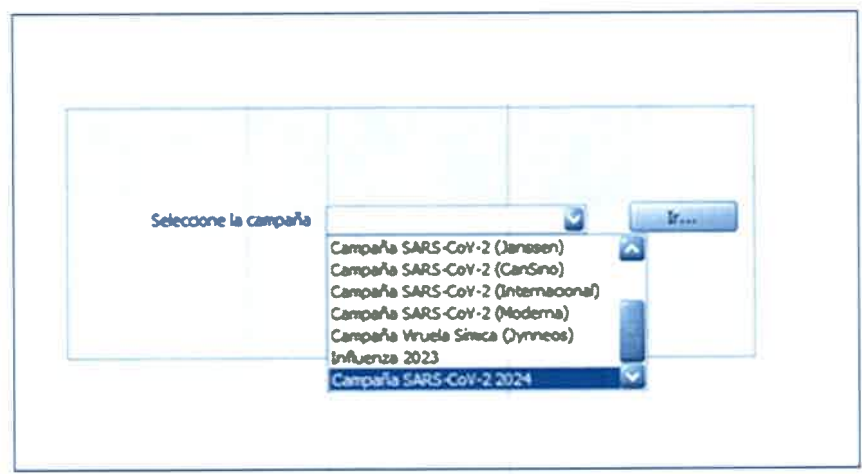 Seleccione la campaña
Ir...
Campaña SARS-CoV-2 (Janssen)
Campaña SARS-CoV-2 (CanSino)
Campaña SARS-CoV-2 (Internacional)
Campaña SARS-CoV-2 (Moderna)
Campaña Viruela Símica (Jynneos)
Influenza 2023
Campaña SARS-CoV-2 2024